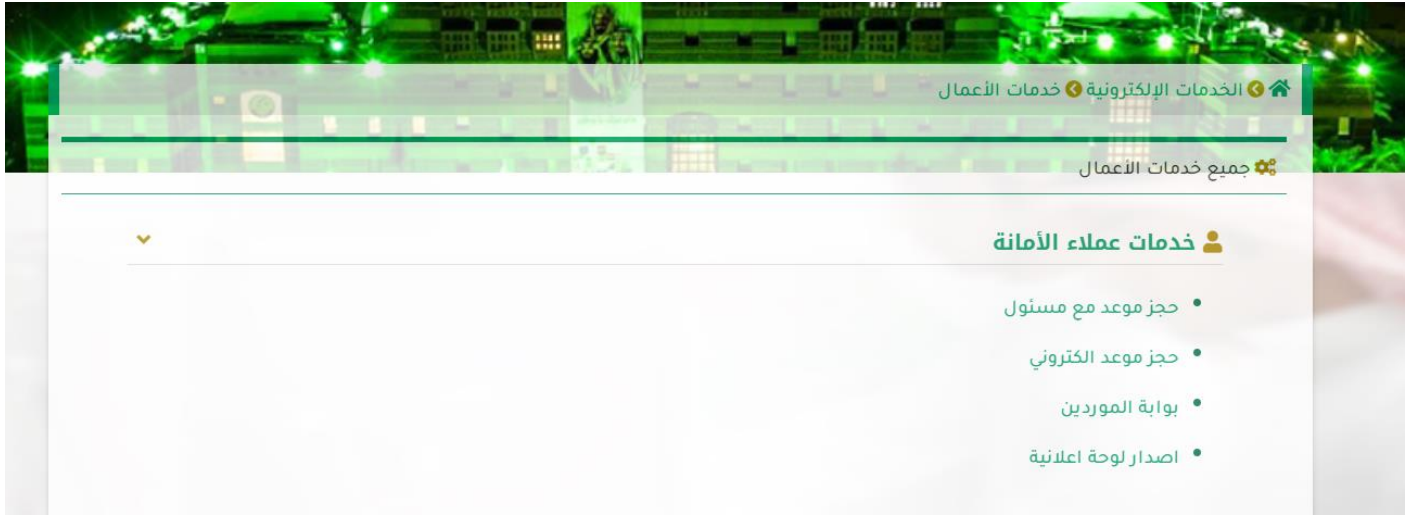 الخدمات الإلكترونية خدمات الأعمال
جميع خدمات الأعمال
خدمات عملاء الأمانة
حجز موعد مع مسئول
حجز موعد الكتروني
بوابة الموردين
اصدار لوحة اعلانية